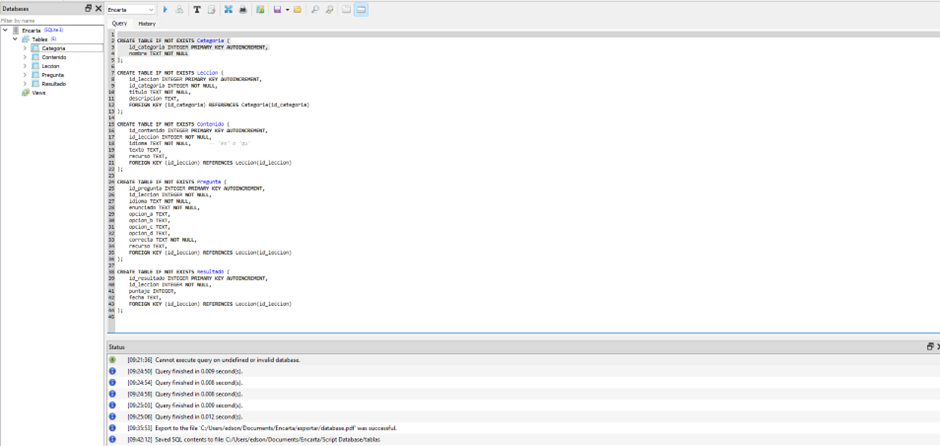 Databases
Filter by name
Encarta (SQLite 3)
Tables (5)
Categoria
Contenido
Leccion
Pregunta
Resultado
Views
Encarta
Query History
CREATE TABLE IF NOT EXISTS Categoria (
id_categoria INTEGER PRIMARY KEY AUTOINCREMENT,
nombre TEXT NOT NULL
);
CREATE TABLE IF NOT EXISTS Leccion (
id_leccion INTEGER PRIMARY KEY AUTOINCREMENT,
id_categoria INTEGER NOT NULL,
titulo TEXT NOT NULL,
descripcion TEXT,
FOREIGN KEY (id_categoria) REFERENCES Categoria(id_categoria)
);
CREATE TABLE IF NOT EXISTS Contenido (
id_contenido INTEGER PRIMARY KEY AUTOINCREMENT,
id_leccion INTEGER NOT NULL,
idioma TEXT NOT NULL, -- 'es' o 'qu'
texto TEXT,
recurso TEXT,
FOREIGN KEY (id_leccion) REFERENCES Leccion(id_leccion)
);
CREATE TABLE IF NOT EXISTS Pregunta (
id_pregunta INTEGER PRIMARY KEY AUTOINCREMENT,
id_leccion INTEGER NOT NULL,
idioma TEXT NOT NULL,
enunciado TEXT NOT NULL,
opcion_a TEXT,
opcion_b TEXT,
opcion_c TEXT,
opcion_d TEXT,
correcta TEXT NOT NULL,
recurso TEXT,
FOREIGN KEY (id_leccion) REFERENCES Leccion(id_leccion)
);
CREATE TABLE IF NOT EXISTS Resultado (
id_resultado INTEGER PRIMARY KEY AUTOINCREMENT,
id_leccion INTEGER NOT NULL,
puntaje INTEGER,
fecha TEXT,
FOREIGN KEY (id_leccion) REFERENCES Leccion(id_leccion)
);
Status
[09:21:36] Cannot execute query on undefined or invalid database.
[09:24:50] Query finished in 0.009 second(s).
[09:24:54] Query finished in 0.008 second(s).
[09:24:58] Query finished in 0.008 second(s).
[09:25:03] Query finished in 0.009 second(s).
[09:25:06] Query finished in 0.012 second(s).
[09:35:53] Export to the file 'C:/Users/edson/Documents/Encarta/exportar/database.pdf' was successful.
[09:42:12] Saved SQL contents to file: C:/Users/edson/Documents/Encarta/Script Database/tables